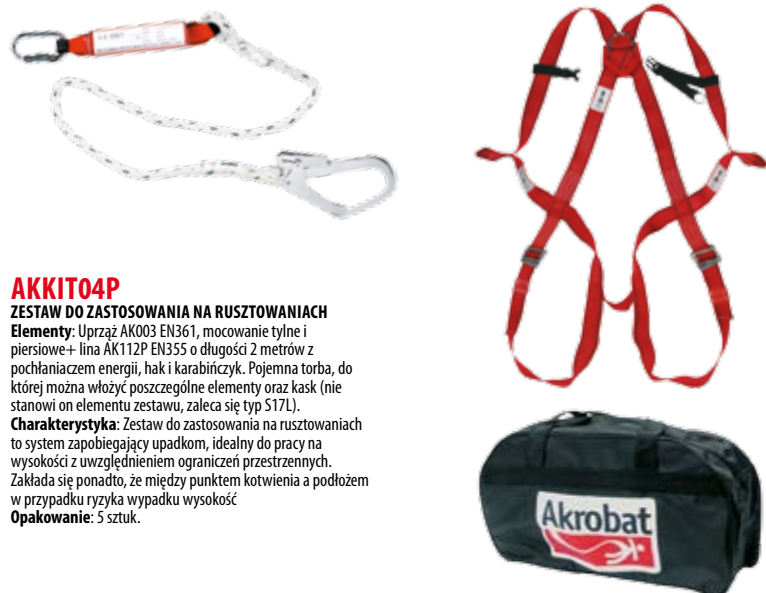 AKKIT04P
ZESTAW DO ZASTOSOWANIA NA RUSZTOWANIACH
Elementy: Uprząż AK003 EN361, mocowanie tylne i
piersiowe+ lina AK112P EN355 o długości 2 metrów z
pochłaniaczem energii, hak i karabińczyk. Pojemna torba, do
której można włożyć poszczególne elementy oraz kask (nie
stanowi on elementu zestawu, zaleca się typ S17L).
Charakterystyka: Zestaw do zastosowania na rusztowaniach
to system zapobiegający upadkom, idealny do pracy na
wysokości z uwzględnieniem ograniczeń przestrzennych.
Zakłada się ponadto, że między punktem kotwienia a podłożem
w przypadku ryzyka wypadku wysokość
Opakowanie: 5 sztuk.
Akrobat